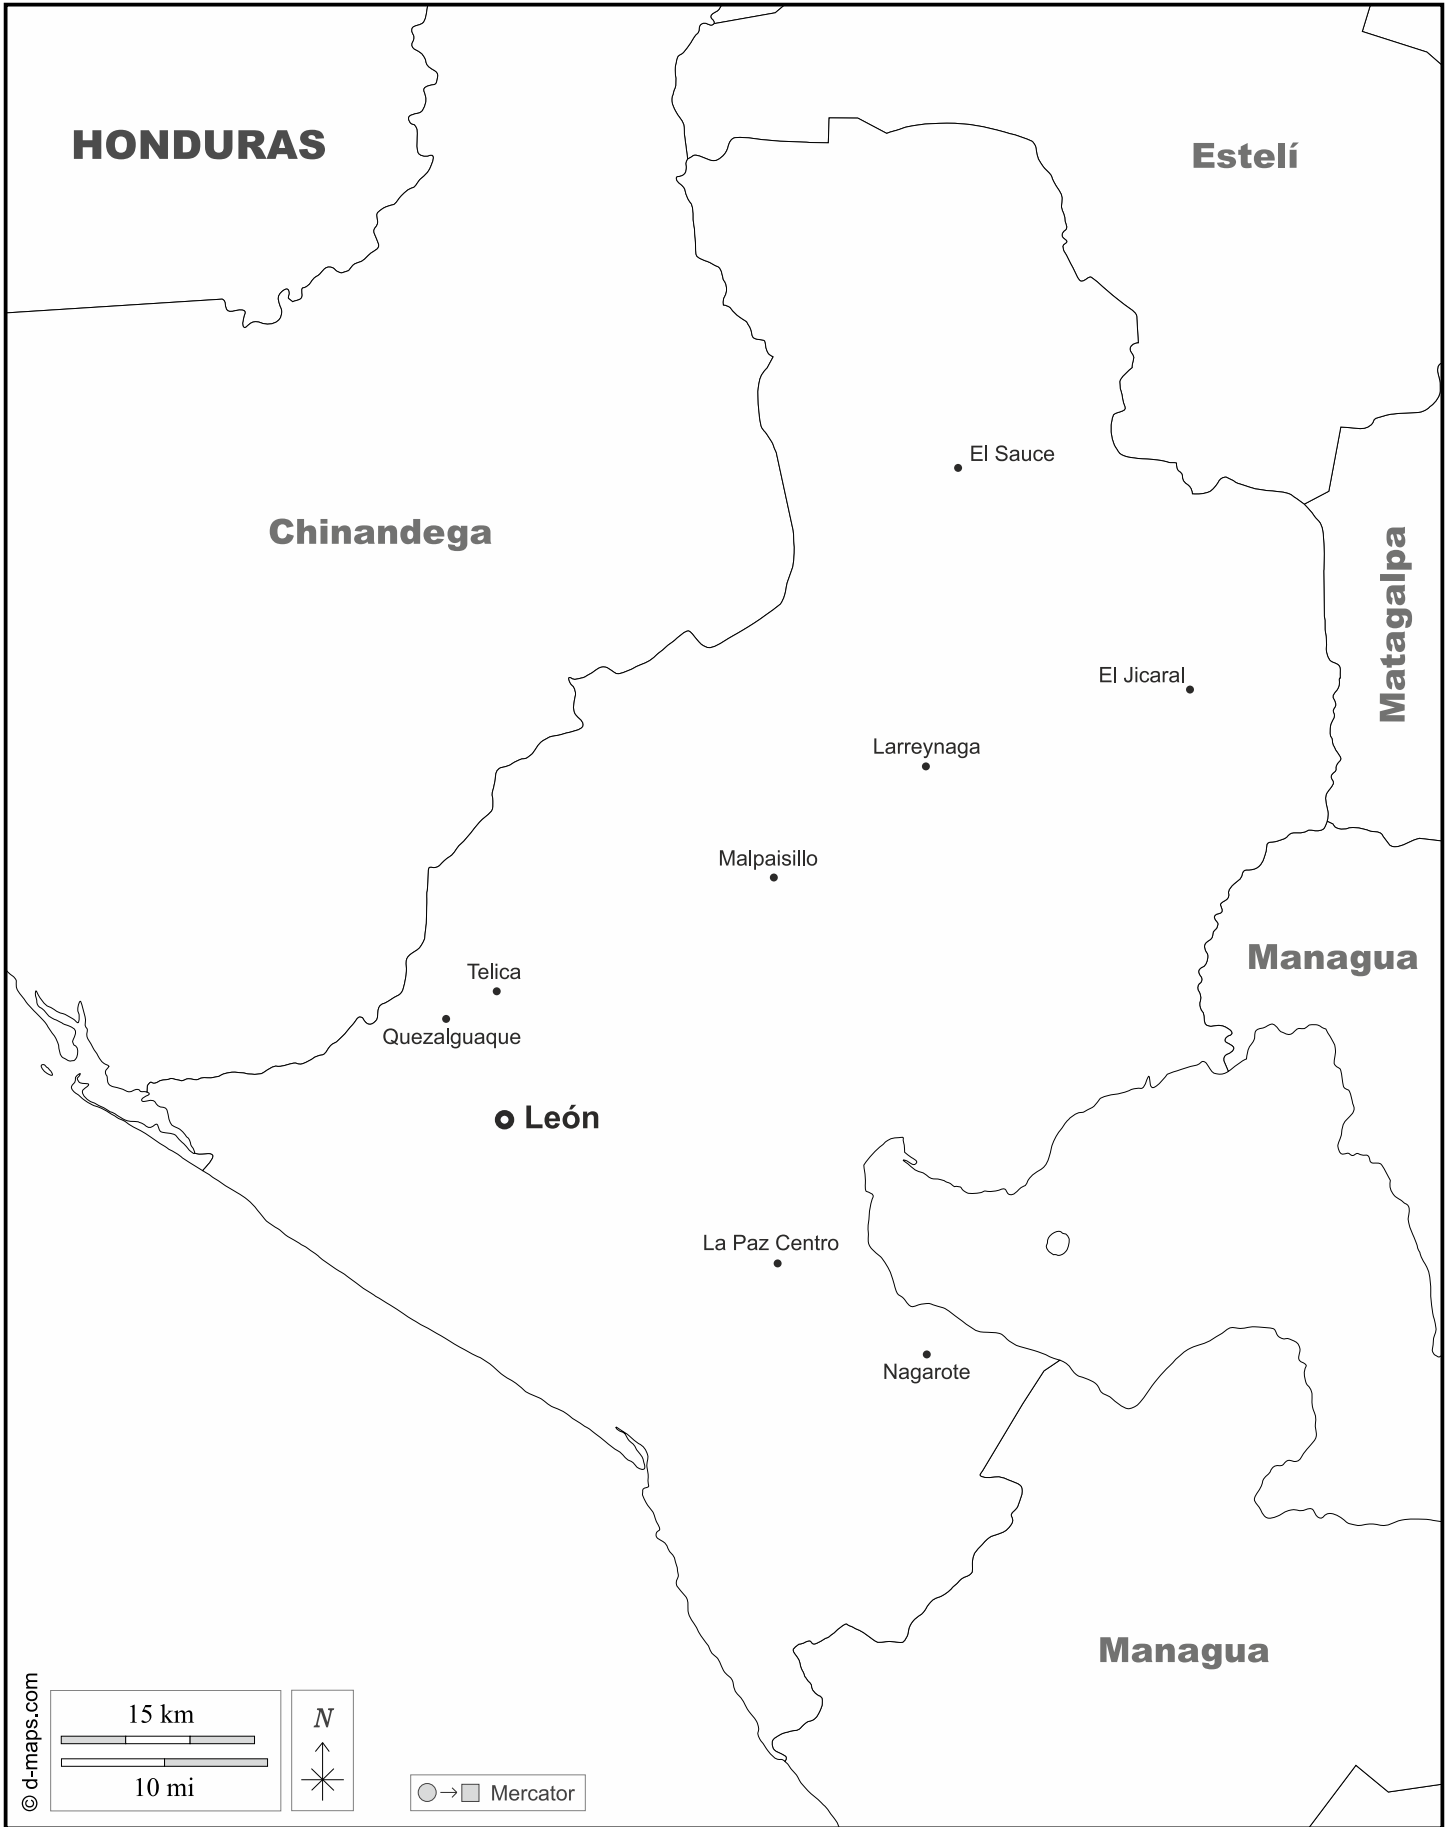 HONDURAS
Estelí
El Sauce
Chinandega
Matagalpa
El Jicaral
Larreynaga
Malpaisillo
Managua
Telica
Quezalguaque
León
La Paz Centro
Nagarote
Managua
© d-maps.com
15 km
10 mi
N
Mercator